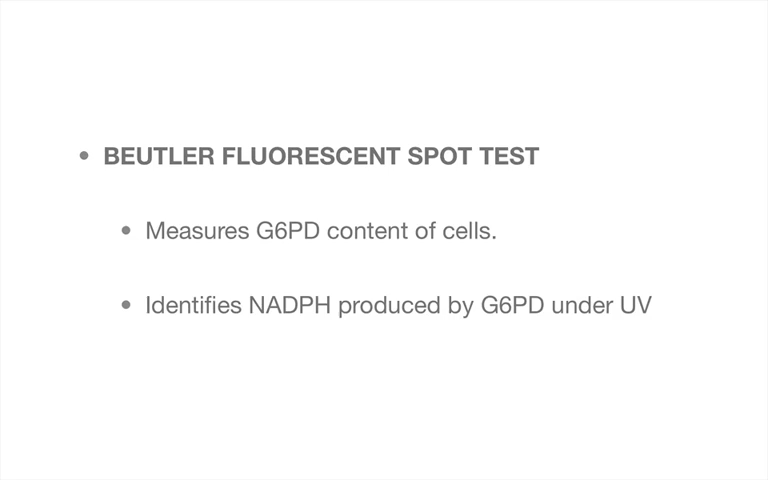 • BEUTLER FLUORESCENT SPOT TEST
• Measures G6PD content of cells.
• Identifies NADPH produced by G6PD under UV